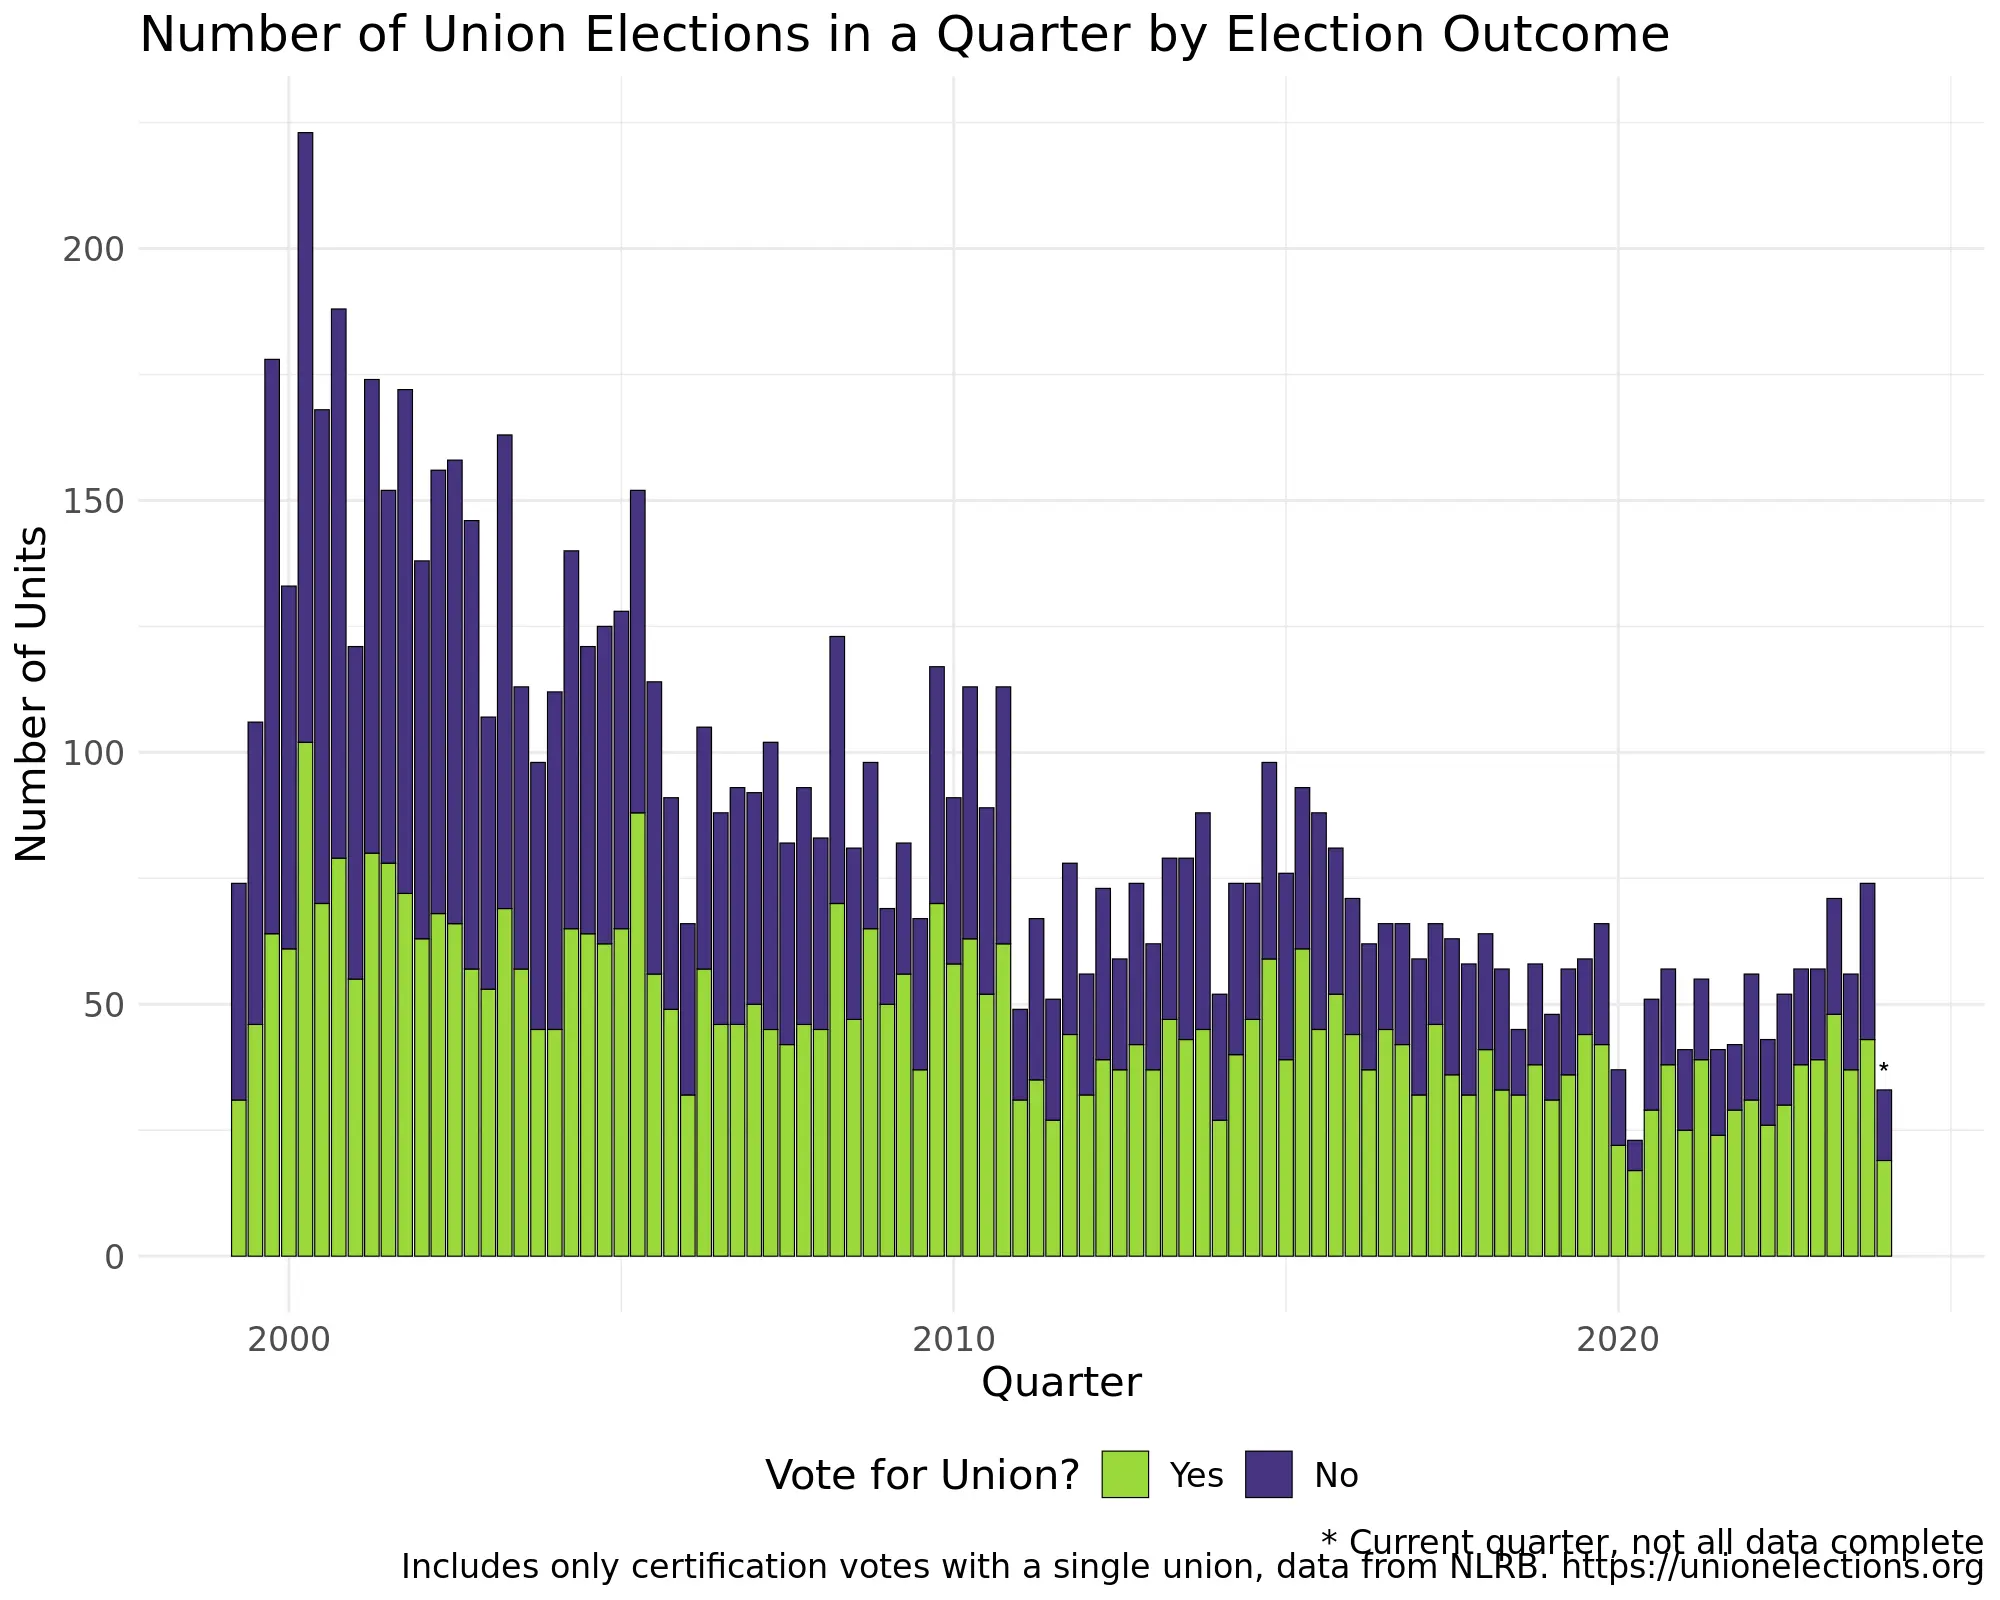 Number of Union Elections in a Quarter by Election Outcome
Number of Units
200
150
100
50
0
*
2000 2010 2020
Quarter
Vote for Union? Yes No
* Current quarter, not all data complete
Includes only certification votes with a single union, data from NLRB. https://unionelections.org